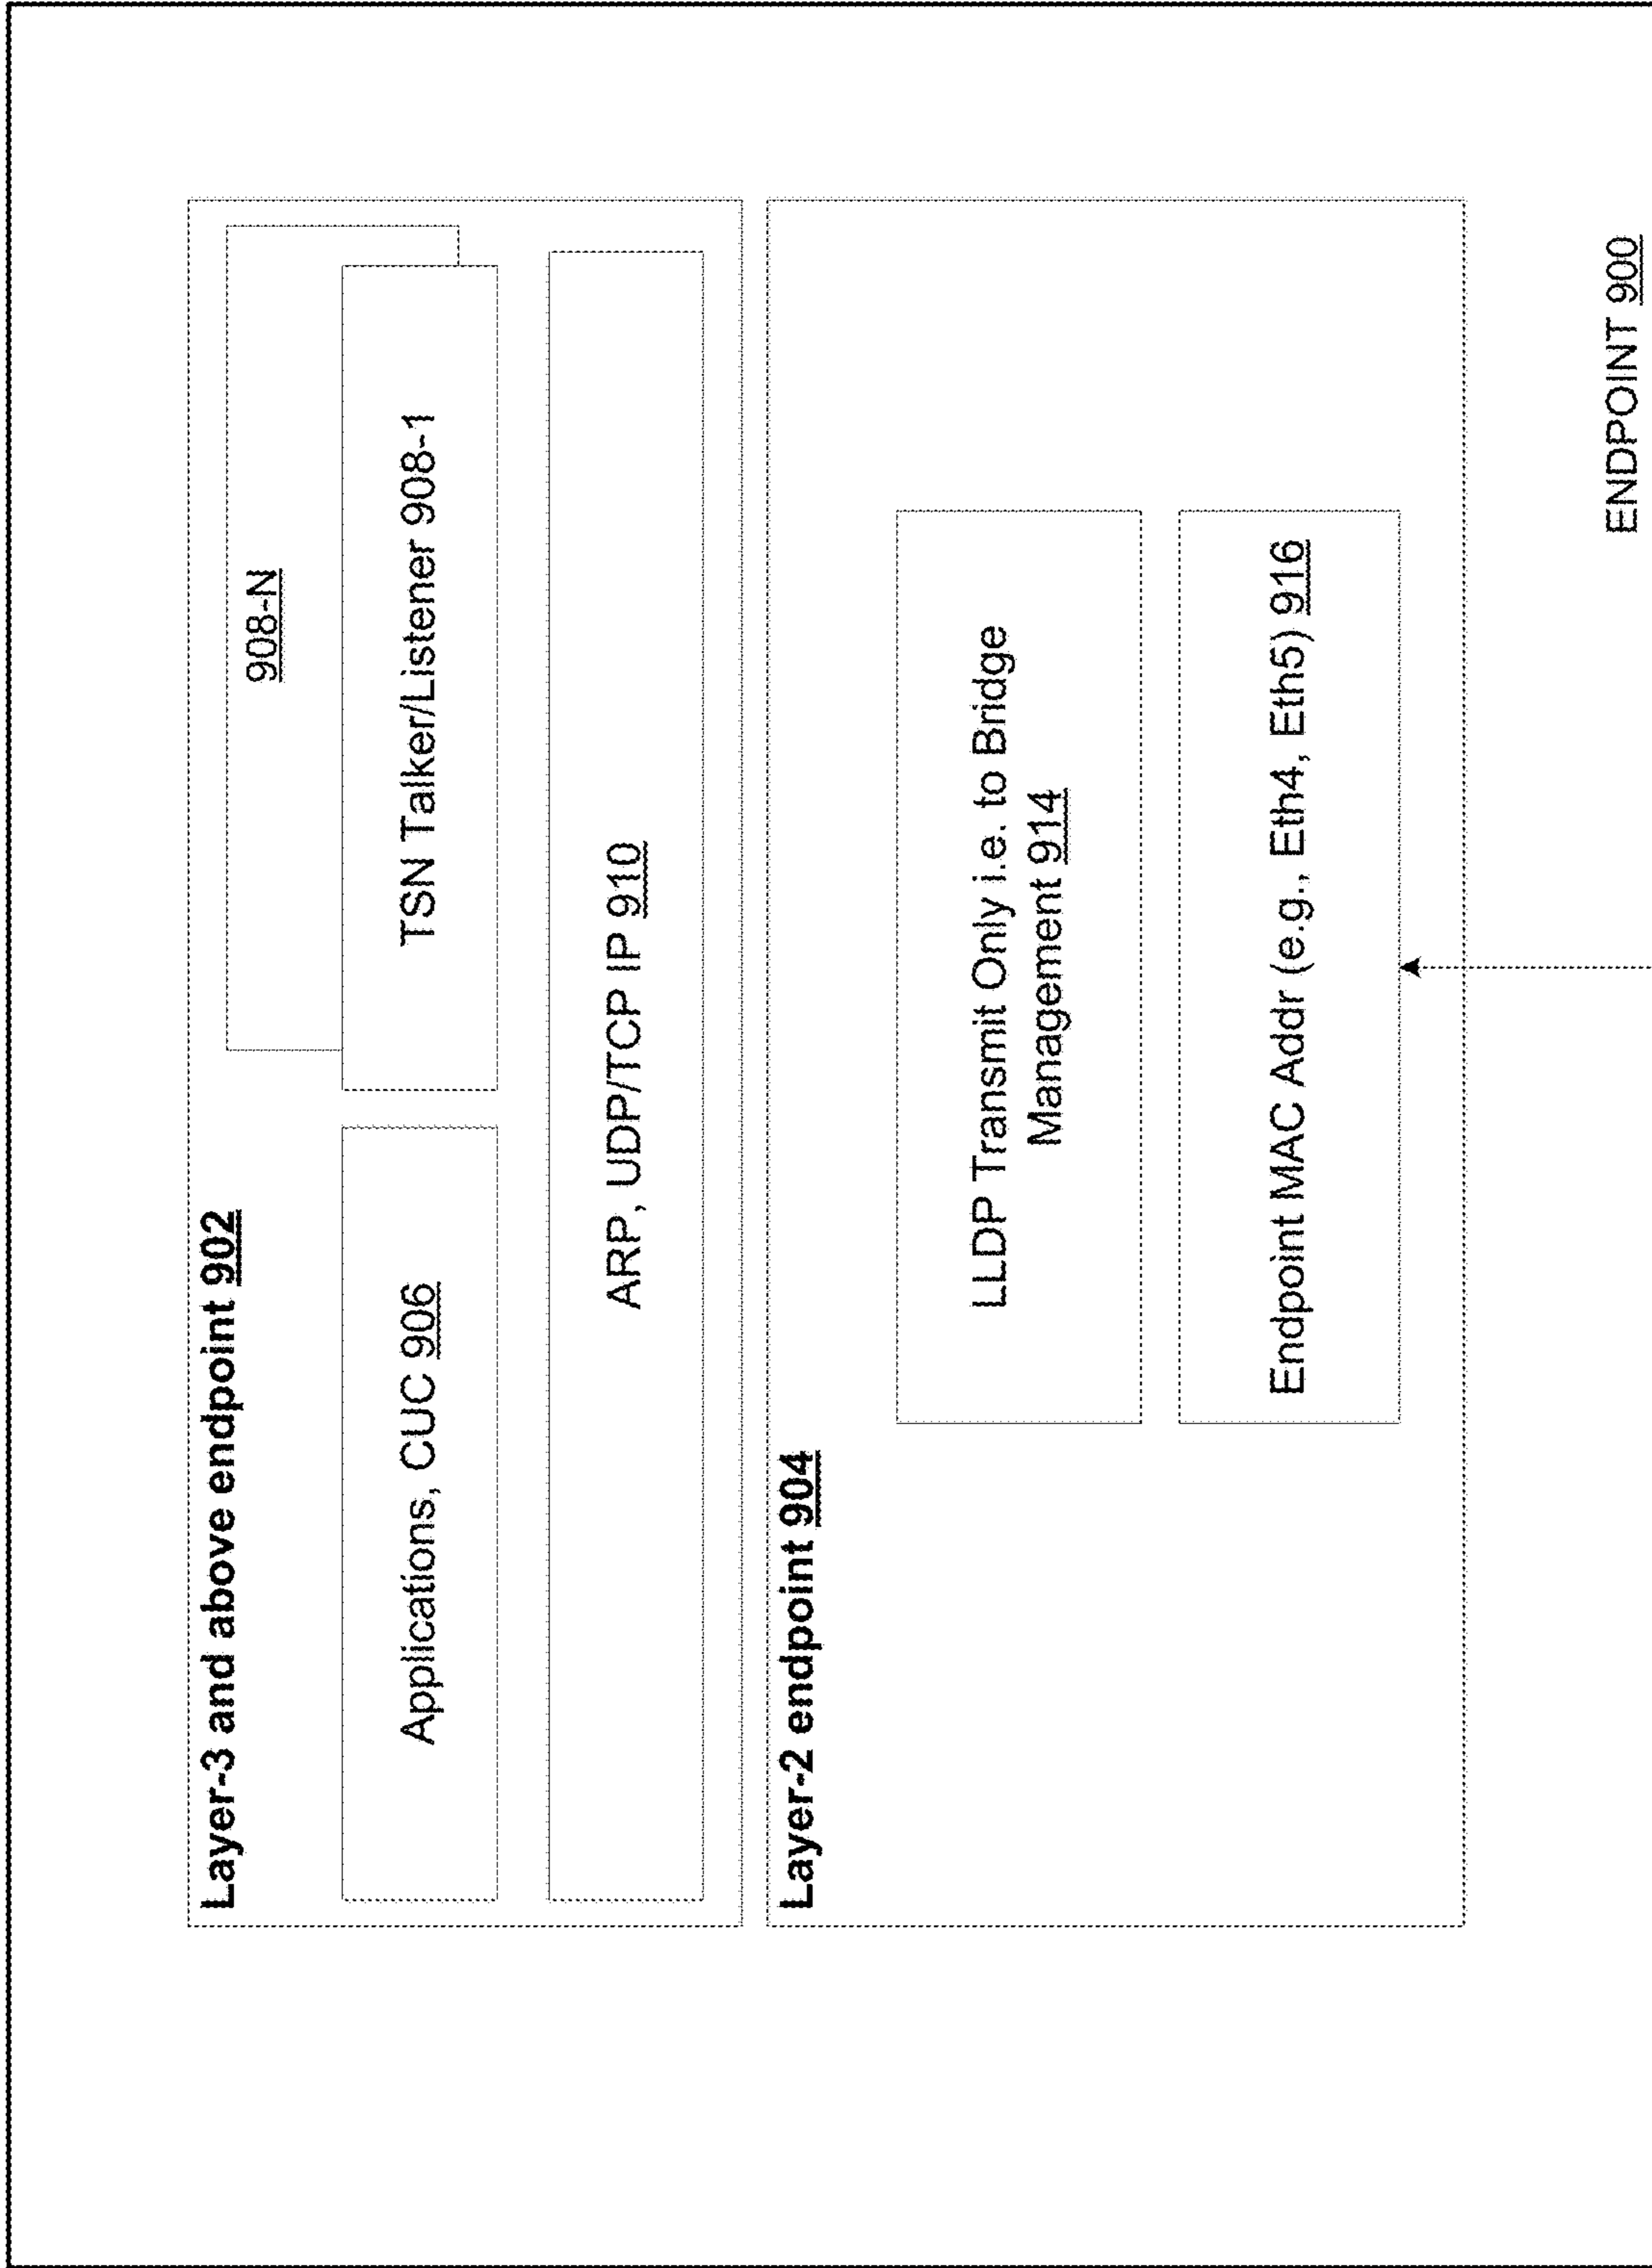 Layer-3 and above endpoint 902
908-N
Applications, CUC 906
TSN Talker/Listener 908-1
ARP, UDP/TCP IP 910
Layer-2 endpoint 904
LLDP Transmit Only i.e. to Bridge
Management 914
Endpoint MAC Addr (e.g., Eth4, Eth5) 916
ENDPOINT 900